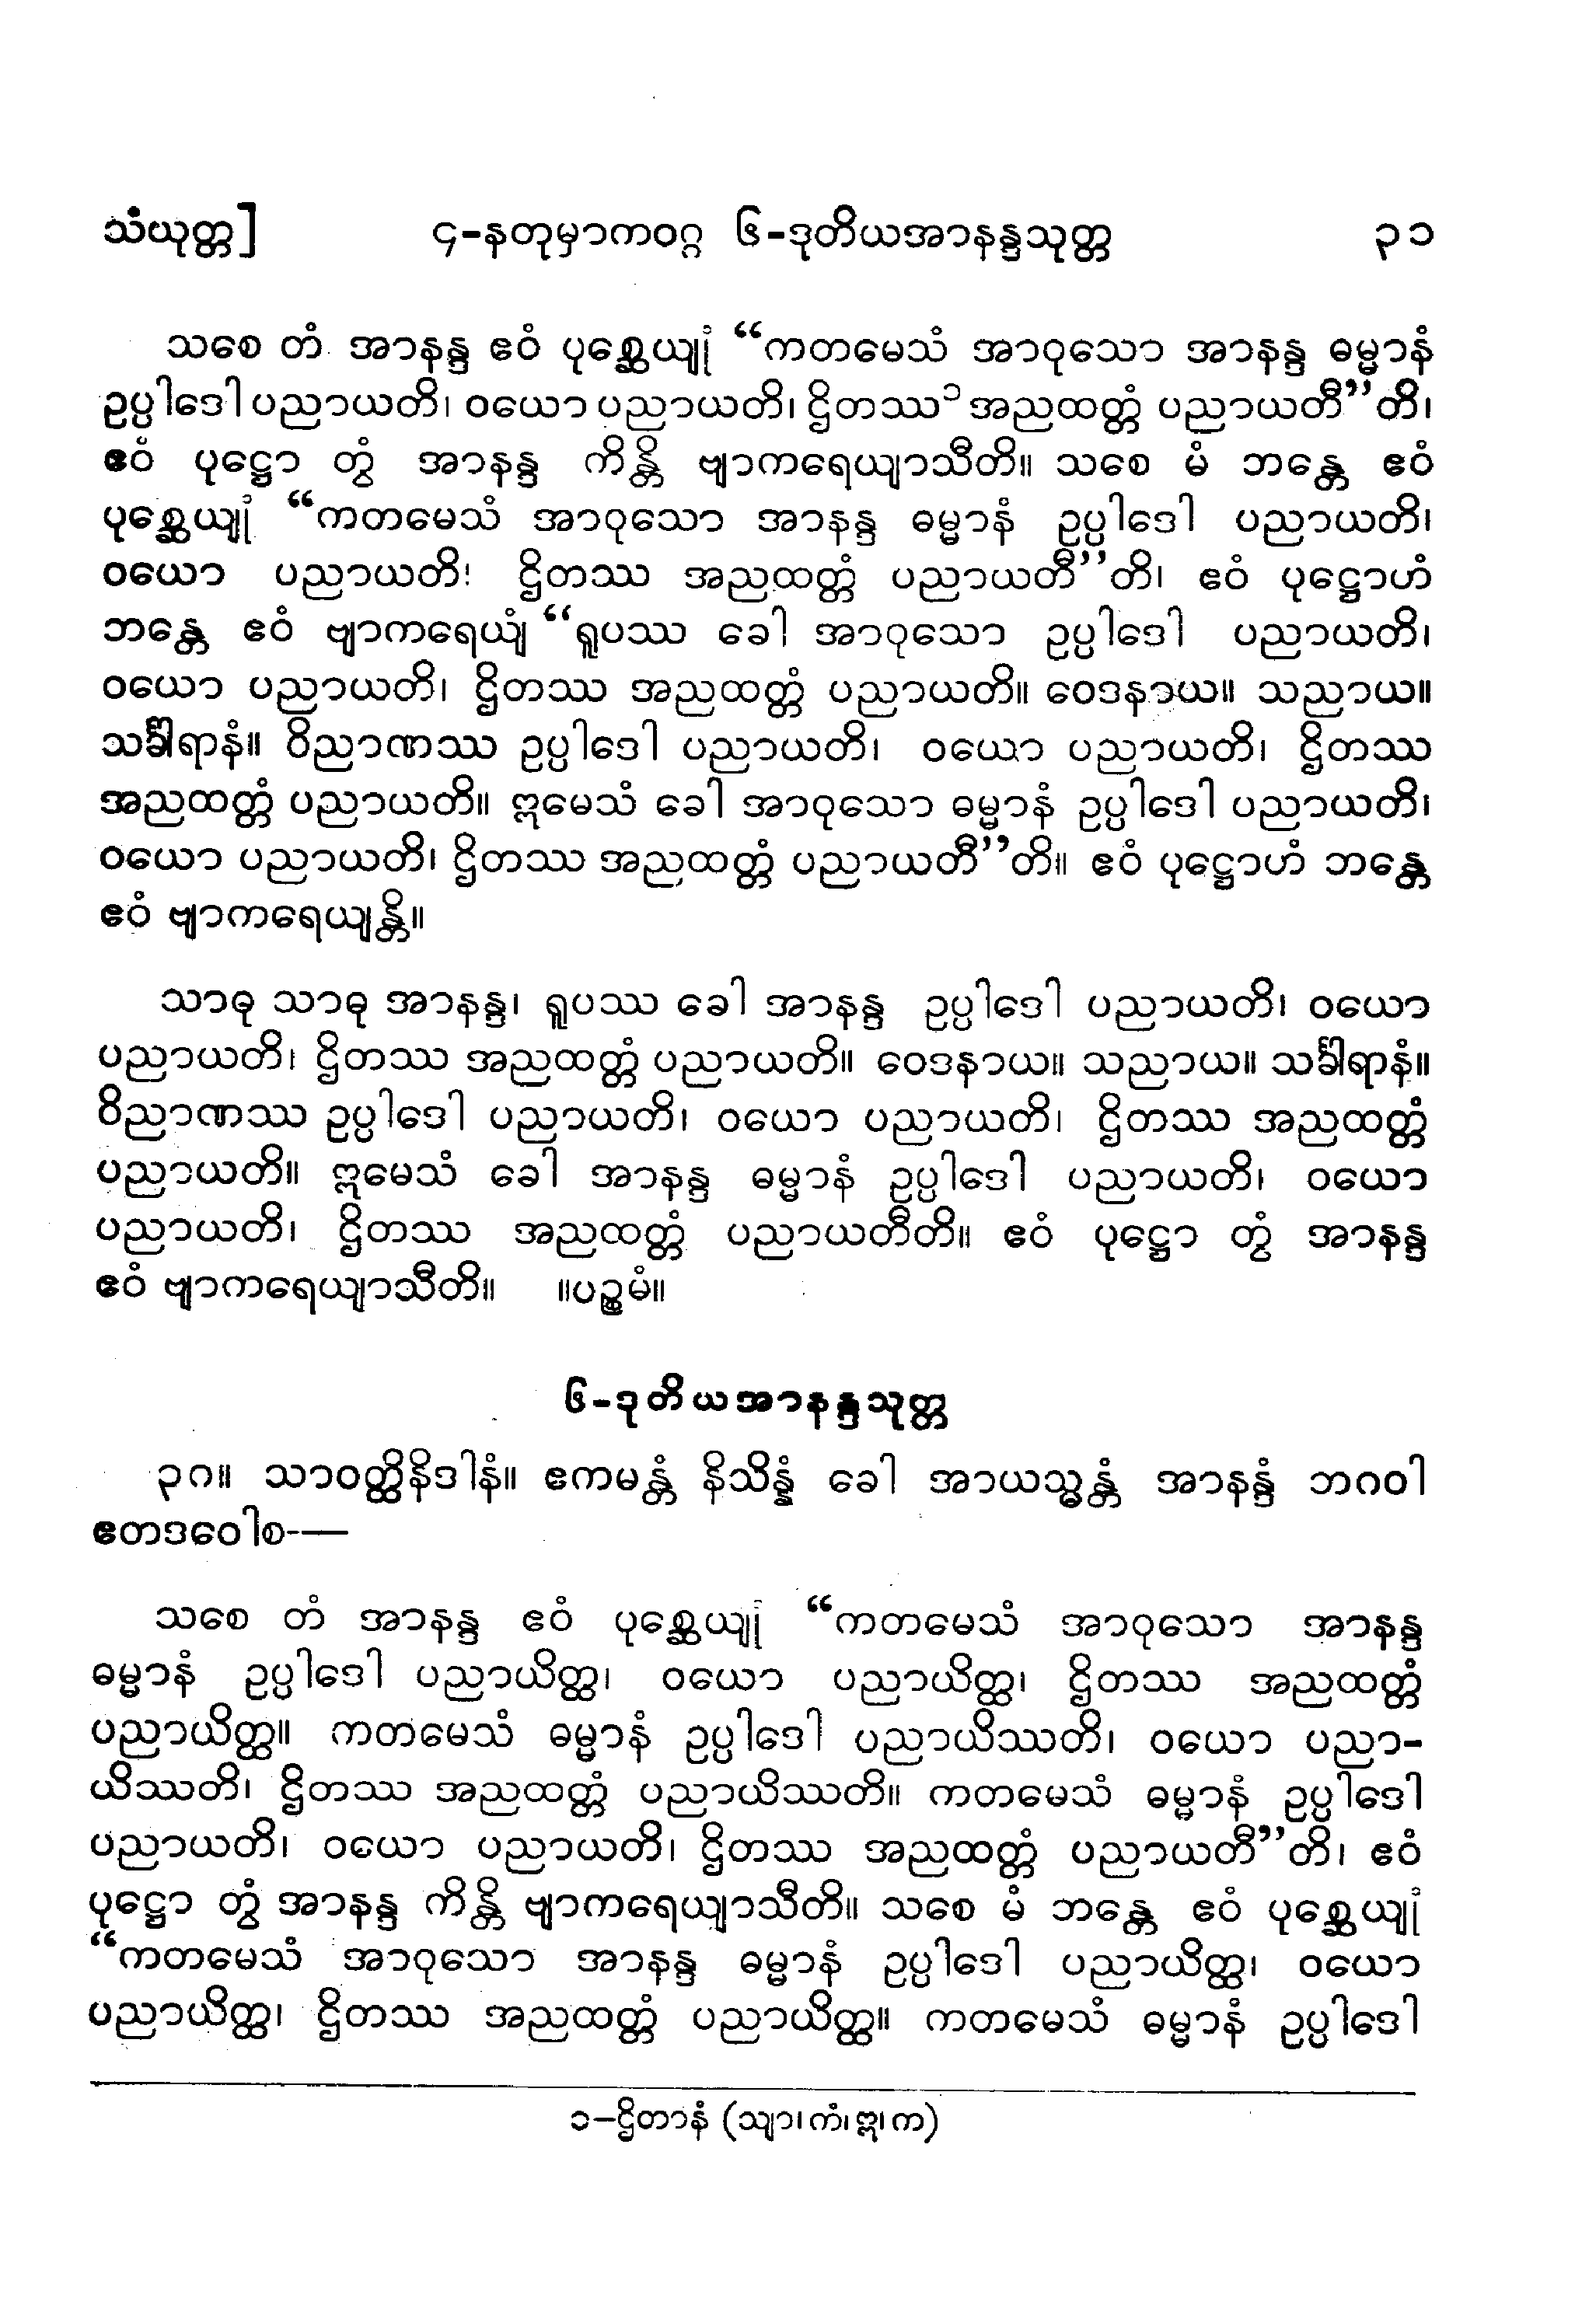 သံယုတ္တ] ၄-နတုမှာကဝဂ္ဂ ၆-ဒုတိယအာနန္ဒသုတ္တ ၃၁
သစေ တံ အာနန္ဒ ဧဝံ ပုစ္ဆေယျုံ “ကတမေသံ အာဝုသော အာနန္ဒ ဓမ္မာနံ
ဥပ္ပါဒေါ ပညာယတိ၊ ဝယော ပညာယတိ၊ ဌိတဿ ၁ အညထတ္တံ ပညာယတီ”တိ၊
ဧဝံ ပုဋ္ဌော တွံ အာနန္ဒ ကိန္တိ ဗျာကရေယျာသီတိ။ သစေ မံ ဘန္တေ ဧဝံ
ပုစ္ဆေယျုံ “ကတမေသံ အာဝုသော အာနန္ဒ ဓမ္မာနံ ဥပ္ပါဒေါ ပညာယတိ၊
ဝယော ပညာယတိ၊ ဌိတဿ အညထတ္တံ ပညာယတီ”တိ၊ ဧဝံ ပုဋ္ဌောဟံ
ဘန္တေ ဧဝံ ဗျာကရေယျံ “ရူပဿ ခေါ အာဝုသော ဥပ္ပါဒေါ ပညာယတိ၊
ဝယော ပညာယတိ၊ ဌိတဿ အညထတ္တံ ပညာယတိ။ ဝေဒနာယ။ သညာယ။
သင်္ခါရာနံ။ ဝိညာဏဿ ဥပ္ပါဒေါ ပညာယတိ၊ ဝယော ပညာယတိ၊ ဌိတဿ
အညထတ္တံ ပညာယတိ။ ဣမေသံ ခေါ အာဝုသော ဓမ္မာနံ ဥပ္ပါဒေါ ပညာယတိ၊
ဝယော ပညာယတိ၊ ဌိတဿ အညထတ္တံ ပညာယတီ”တိ။ ဧဝံ ပုဋ္ဌောဟံ ဘန္တေ
ဧဝံ ဗျာကရေယျန္တိ။
သာဓု သာဓု အာနန္ဒ၊ ရူပဿ ခေါ အာနန္ဒ ဥပ္ပါဒေါ ပညာယတိ၊ ဝယော
ပညာယတိ၊ ဌိတဿ အညထတ္တံ ပညာယတိ။ ဝေဒနာယ။ သညာယ။ သင်္ခါရာနံ။
ဝိညာဏဿ ဥပ္ပါဒေါ ပညာယတိ၊ ဝယော ပညာယတိ၊ ဌိတဿ အညထတ္တံ
ပညာယတိ။ ဣမေသံ ခေါ အာနန္ဒ ဓမ္မာနံ ဥပ္ပါဒေါ ပညာယတိ၊ ဝယော
ပညာယတိ၊ ဌိတဿ အညထတ္တံ ပညာယတီတိ။ ဧဝံ ပုဋ္ဌော တွံ အာနန္ဒ
ဧဝံ ဗျာကရေယျာသီတိ။ ။ပဉ္စမံ။
၆-ဒုတိယအာနန္ဒသုတ္တ
၃၈။ သာဝတ္ထိနိဒါနံ။ ဧကမန္တံ နိသိန္နံ ခေါ အာယသ္မန္တံ အာနန္ဒံ ဘဂဝါ
ဧတဒဝေါစ-—
သစေ တံ အာနန္ဒ ဧဝံ ပုစ္ဆေယျုံ “ကတမေသံ အာဝုသော အာနန္ဒ
ဓမ္မာနံ ဥပ္ပါဒေါ ပညာယိတ္ထ၊ ဝယော ပညာယိတ္ထ၊ ဌိတဿ အညထတ္တံ
ပညာယိတ္ထ။ ကတမေသံ ဓမ္မာနံ ဥပ္ပါဒေါ ပညာယိဿတိ၊ ဝယော ပညာ-
ယိဿတိ၊ ဌိတဿ အညထတ္တံ ပညာယိဿတိ။ ကတမေသံ ဓမ္မာနံ ဥပ္ပါဒေါ
ပညာယတိ၊ ဝယော ပညာယတိ၊ ဌိတဿ အညထတ္တံ ပညာယတီ”တိ၊ ဧဝံ
ပုဋ္ဌော တွံ အာနန္ဒ ကိန္တိ ဗျာကရေယျာသီတိ။ သစေ မံ ဘန္တေ ဧဝံ ပုစ္ဆေယျုံ
“ကတမေသံ အာဝုသော အာနန္ဒ ဓမ္မာနံ ဥပ္ပါဒေါ ပညာယိတ္ထ၊ ဝယော
ပညာယိတ္ထ၊ ဌိတဿ အညထတ္တံ ပညာယိတ္ထ။ ကတမေသံ ဓမ္မာနံ ဥပ္ပါဒေါ
၁-ဌိတာနံ (သျာ၊ ကံ၊ ဣ၊ က)